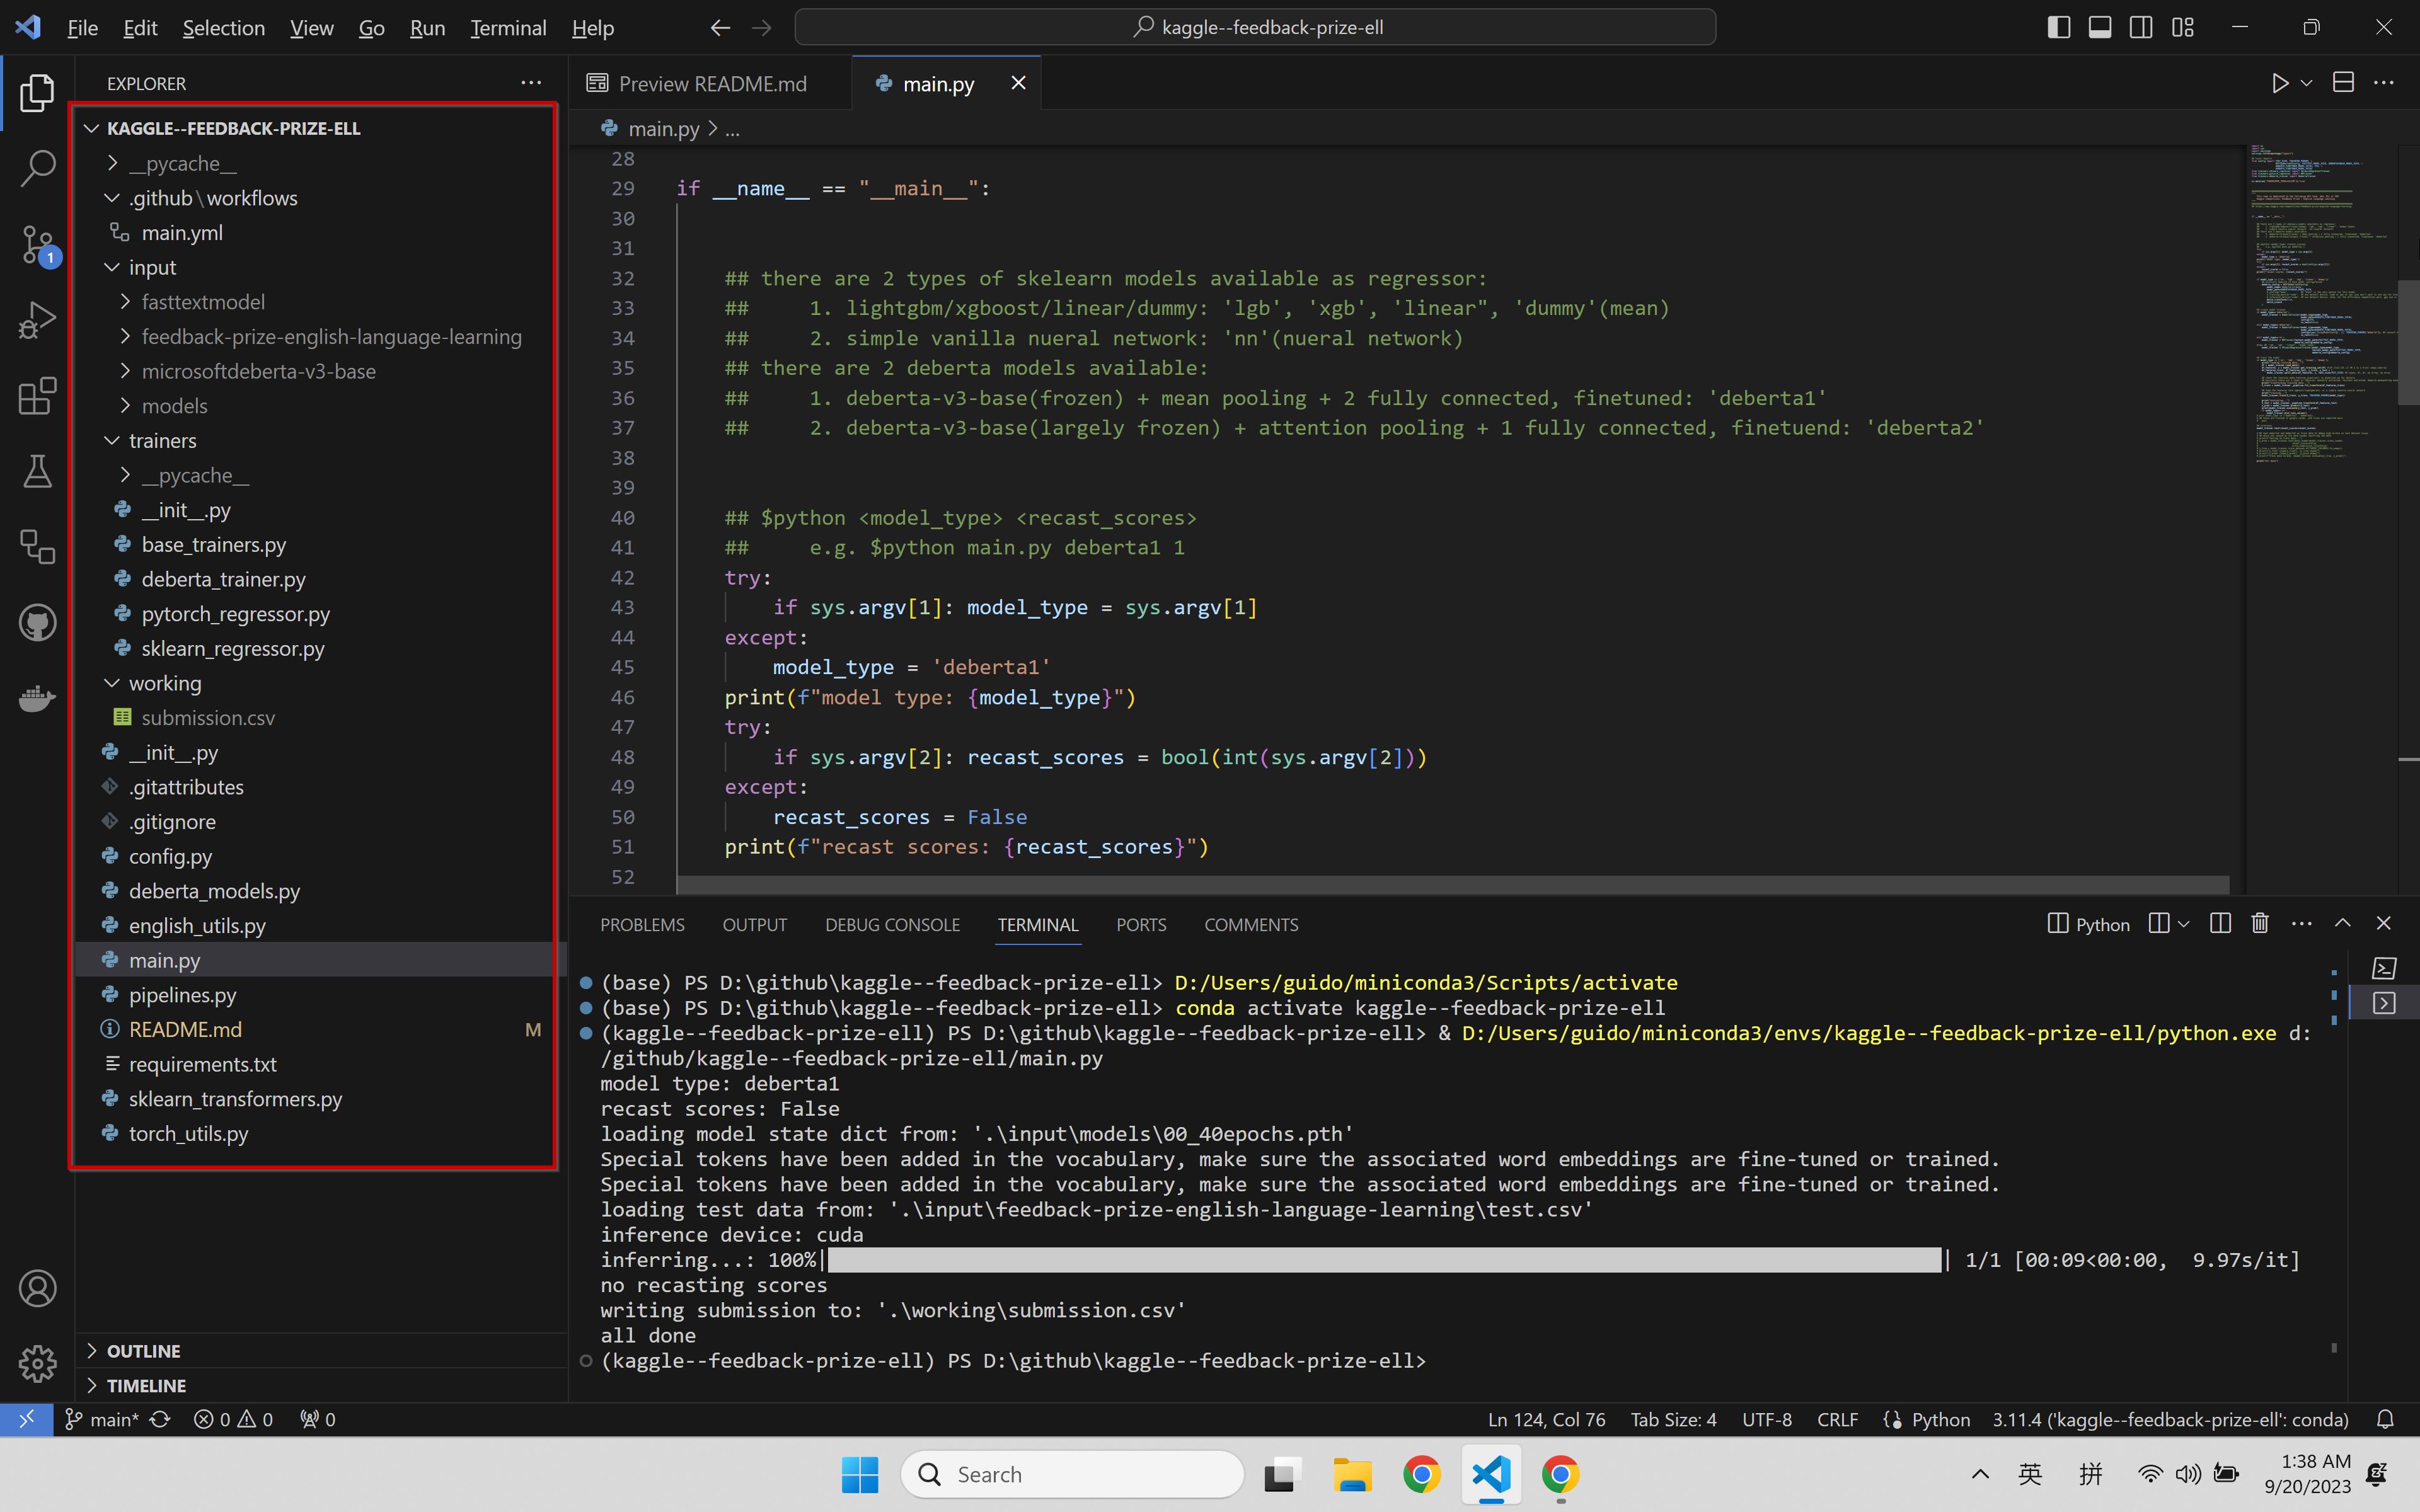 File Edit Selection View Go Run Terminal Help
kaggle--feedback-prize-ell
EXPLORER
KAGGLE--FEEDBACK-PRIZE-ELL
__pycache__
.github\workflows
main.yml
input
fasttextmodel
feedback-prize-english-language-learning
microsoftdeberta-v3-base
models
trainers
__pycache__
__init__.py
base_trainers.py
deberta_trainer.py
pytorch_regressor.py
sklearn_regressor.py
working
submission.csv
__init__.py
.gitattributes
.gitignore
config.py
deberta_models.py
english_utils.py
main.py
pipelines.py
README.md M
requirements.txt
sklearn_transformers.py
torch_utils.py
OUTLINE
TIMELINE
1
Preview README.md main.py
main.py > ...
28
29 if __name__ == "__main__":
30
31
32 ## there are 2 types of skelearn models available as regressor:
33 ## 1. lightgbm/xgboost/linear/dummy: 'lgb', 'xgb', 'linear", 'dummy'(mean)
34 ## 2. simple vanilla nueral network: 'nn'(nueral network)
35 ## there are 2 deberta models available:
36 ## 1. deberta-v3-base(frozen) + mean pooling + 2 fully connected, finetuned: 'deberta1'
37 ## 2. deberta-v3-base(largely frozen) + attention pooling + 1 fully connected, finetuend: 'deberta2'
38
39
40 ## $python <model_type> <recast_scores>
41 ## e.g. $python main.py deberta1 1
42 try:
43 if sys.argv[1]: model_type = sys.argv[1]
44 except:
45 model_type = 'deberta1'
46 print(f"model type: {model_type}")
47 try:
48 if sys.argv[2]: recast_scores = bool(int(sys.argv[2]))
49 except:
50 recast_scores = False
51 print(f"recast scores: {recast_scores}")
52
PROBLEMS OUTPUT DEBUG CONSOLE TERMINAL PORTS COMMENTS
Python
(base) PS D:\github\kaggle--feedback-prize-ell> D:/Users/guido/miniconda3/Scripts/activate
(base) PS D:\github\kaggle--feedback-prize-ell> conda activate kaggle--feedback-prize-ell
(kaggle--feedback-prize-ell) PS D:\github\kaggle--feedback-prize-ell> & D:/Users/guido/miniconda3/envs/kaggle--feedback-prize-ell/python.exe d:
/github/kaggle--feedback-prize-ell/main.py
model type: deberta1
recast scores: False
loading model state dict from: '.\input\models\00_40epochs.pth'
Special tokens have been added in the vocabulary, make sure the associated word embeddings are fine-tuned or trained.
Special tokens have been added in the vocabulary, make sure the associated word embeddings are fine-tuned or trained.
loading test data from: '.\input\feedback-prize-english-language-learning\test.csv'
inference device: cuda
inferring...: 100%| | 1/1 [00:09<00:00, 9.97s/it]
no recasting scores
writing submission to: '.\working\submission.csv'
all done
(kaggle--feedback-prize-ell) PS D:\github\kaggle--feedback-prize-ell>
main* 0 0 0
Ln 124, Col 76 Tab Size: 4 UTF-8 CRLF Python 3.11.4 ('kaggle--feedback-prize-ell': conda)
Search
英 拼
1:38 AM
9/20/2023